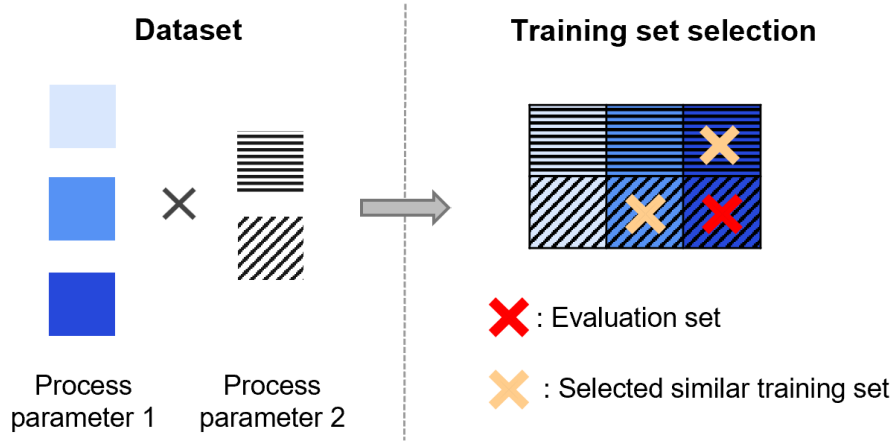 Dataset
Training set selection
Process
parameter 1
Process
parameter 2
: Evaluation set
: Selected similar training set